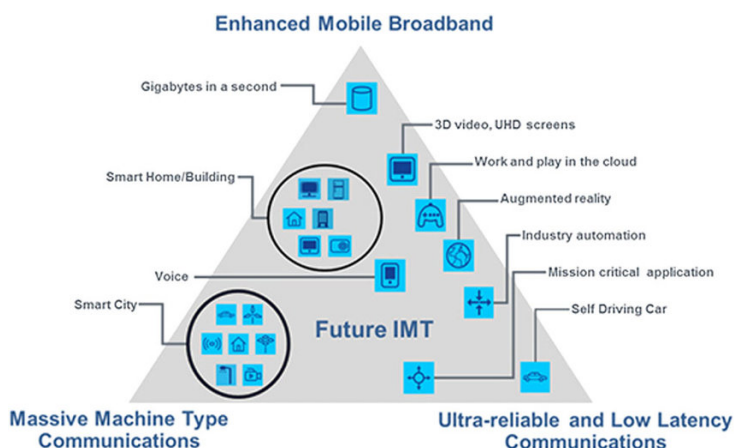 Enhanced Mobile Broadband
Gigabytes in a second
3D video, UHD screens
Work and play in the cloud
Smart Home/Building
Augmented reality
Industry automation
Voice
Mission critical application
Smart City
Self Driving Car
Future IMT
Massive Machine Type
Communications
Ultra-reliable and Low Latency
Communications